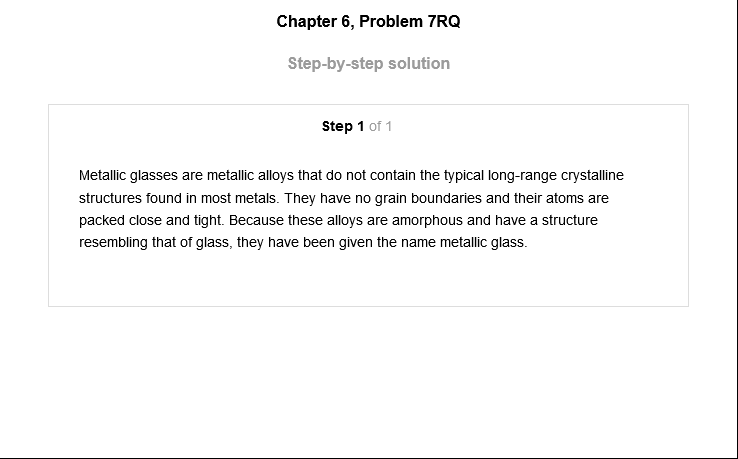 Chapter 6, Problem 7RQ
Step-by-step solution
Step 1 of 1
Metallic glasses are metallic alloys that do not contain the typical long-range crystalline
structures found in most metals. They have no grain boundaries and their atoms are
packed close and tight. Because these alloys are amorphous and have a structure
resembling that of glass, they have been given the name metallic glass.